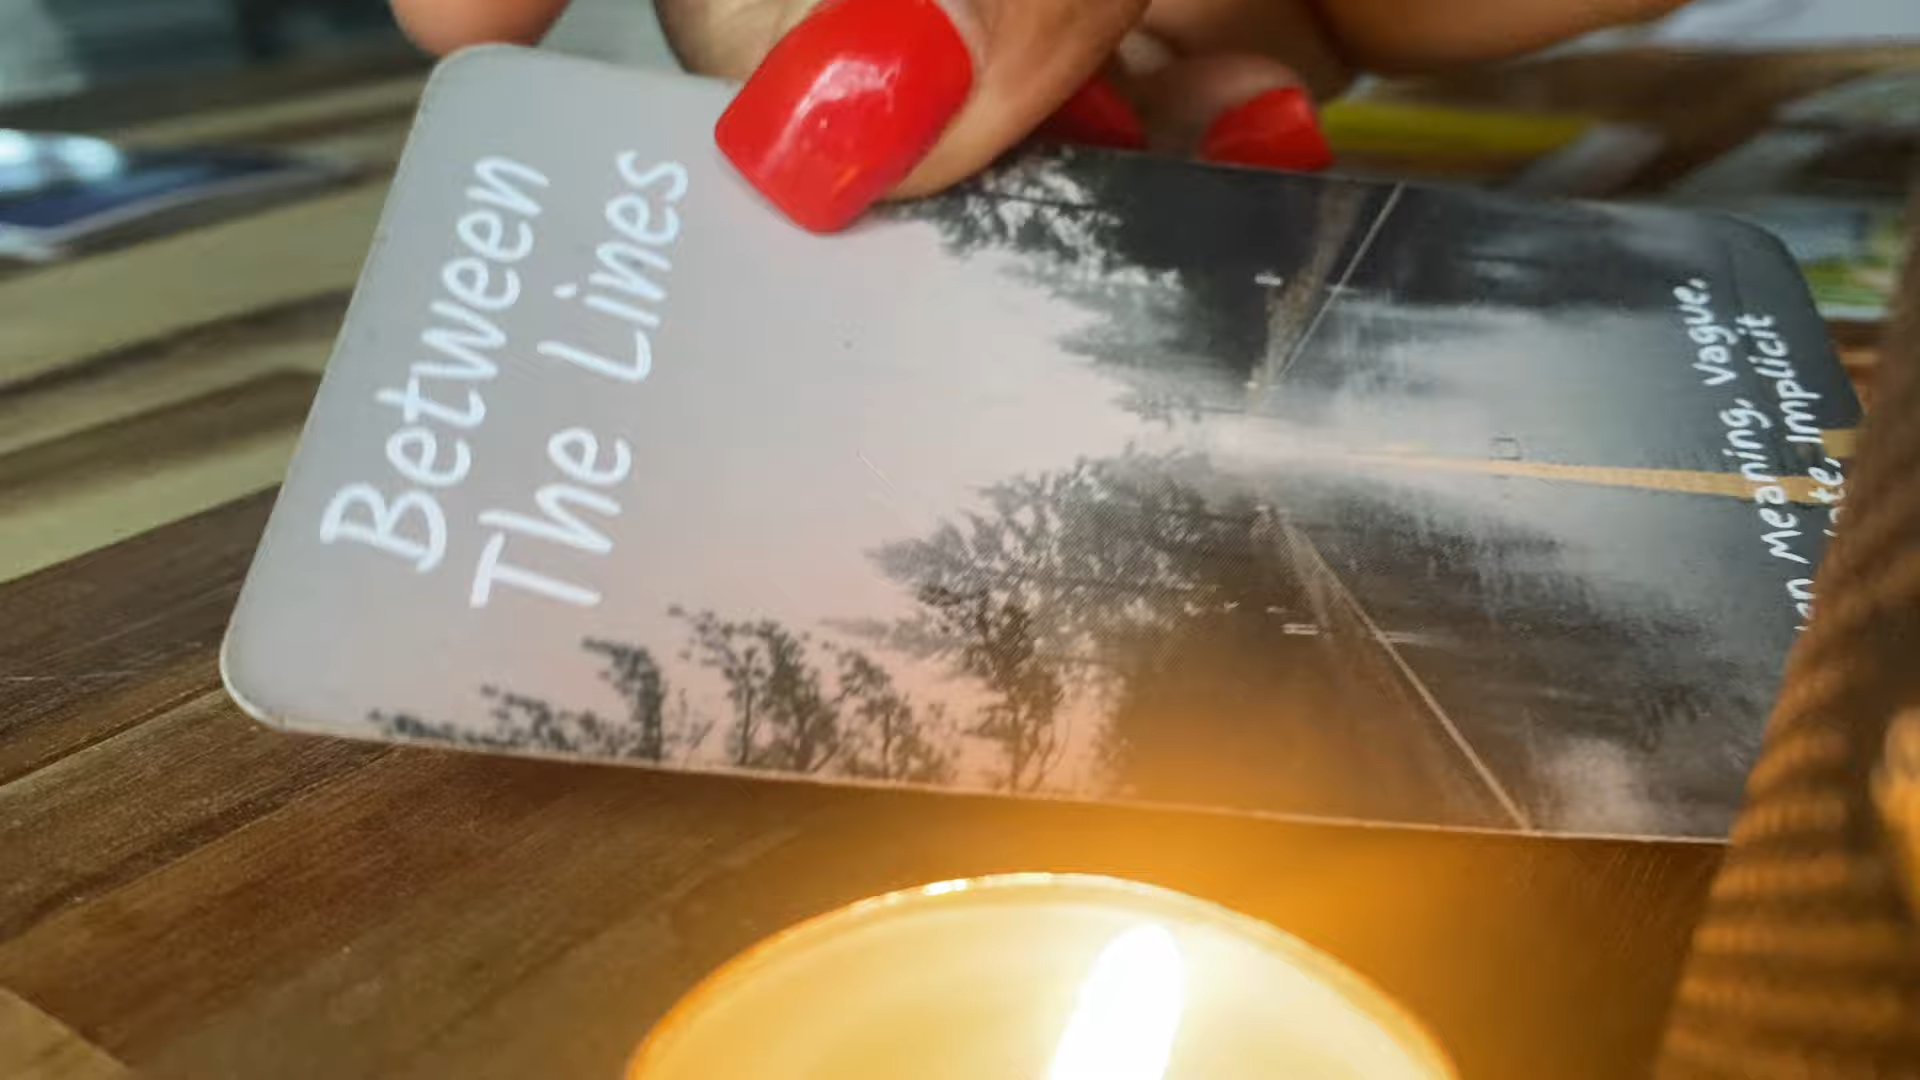 Between
The Lines
Meaning, Vague,
Implicit